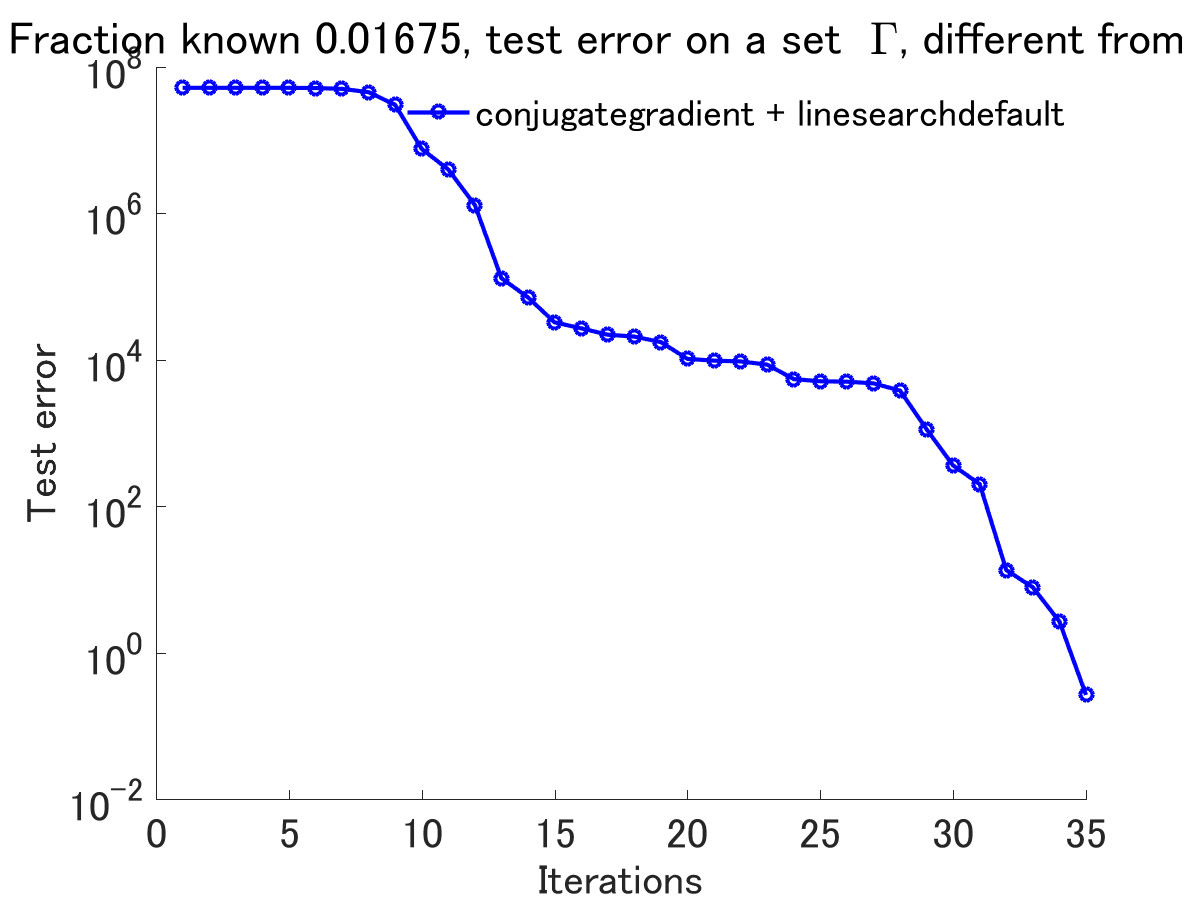 Fraction known 0.01675, test error on a set Γ, different from
conjugategradient + linesearchdefault
Test error
10^8
10^6
10^4
10^2
10^0
10^-2
0 5 10 15 20 25 30 35
Iterations